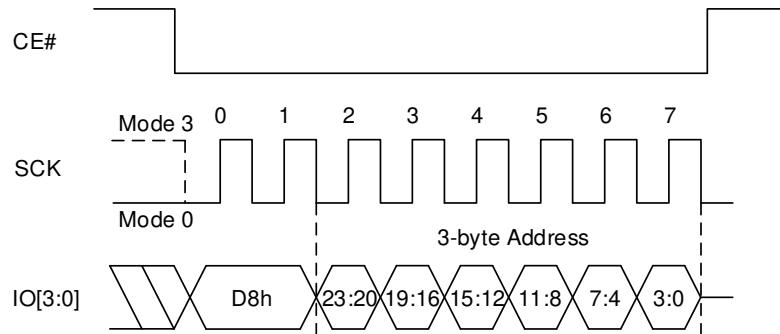 CE#
0 1 2 3 4 5 6 7
Mode 3
SCK
Mode 0
3-byte Address
IO[3:0] D8h 23:20 19:16 15:12 11:8 7:4 3:0